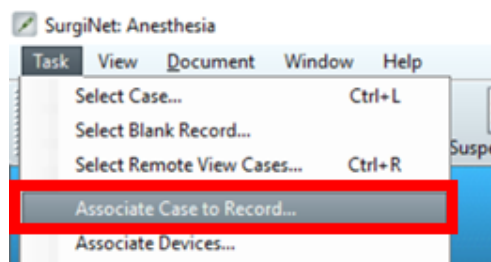 SurgiNet: Anesthesia
Task View Document Window Help
Select Case... Ctrl+L
Select Blank Record...
Select Remote View Cases... Ctrl+R
Associate Case to Record...
Associate Devices...